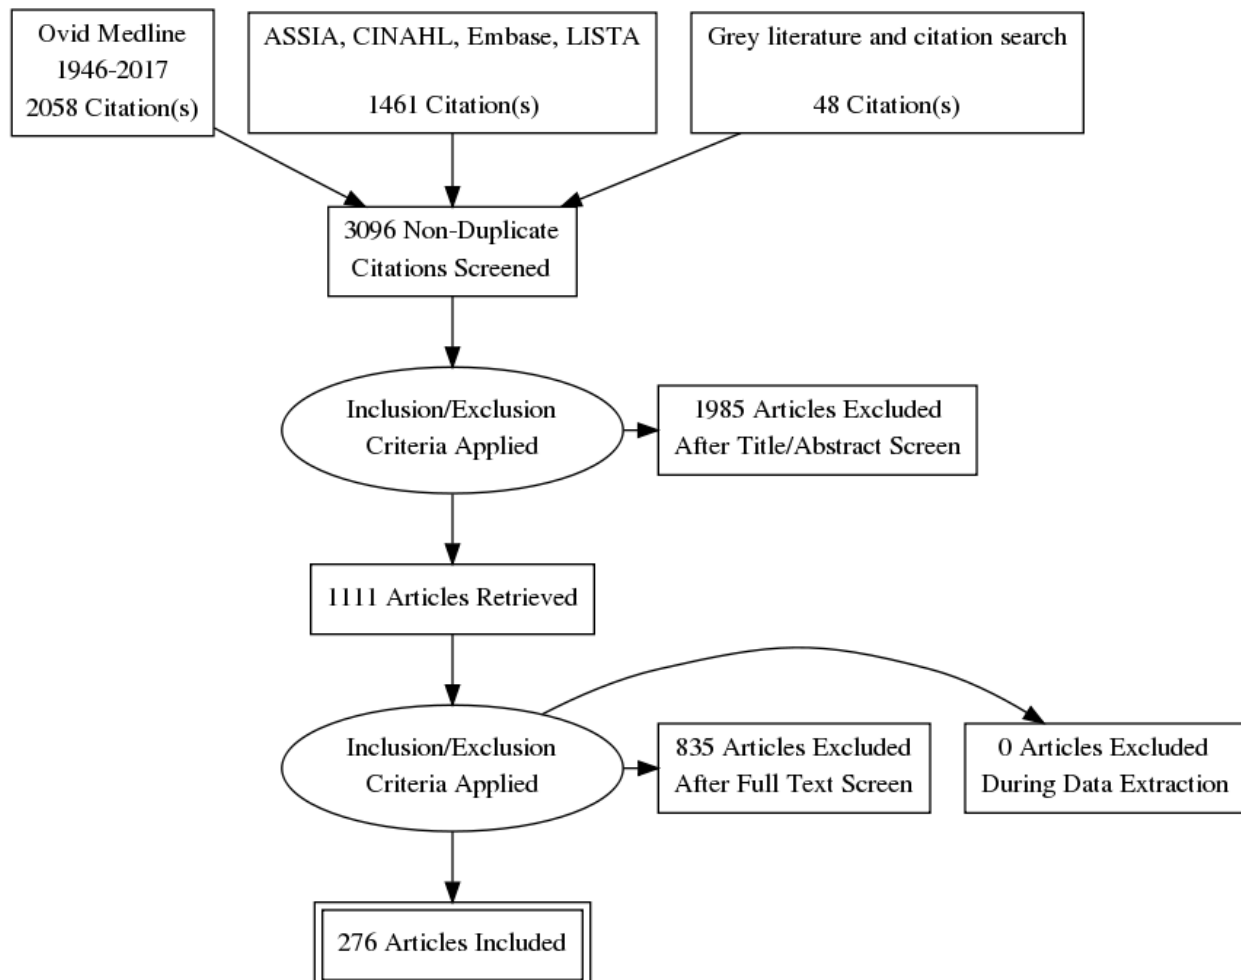 Ovid Medline
1946-2017
2058 Citation(s)
ASSIA, CINAHL, Embase, LISTA
1461 Citation(s)
Grey literature and citation search
48 Citation(s)
3096 Non-Duplicate
Citations Screened
Inclusion/Exclusion
Criteria Applied
1985 Articles Excluded
After Title/Abstract Screen
1111 Articles Retrieved
Inclusion/Exclusion
Criteria Applied
835 Articles Excluded
After Full Text Screen
0 Articles Excluded
During Data Extraction
276 Articles Included